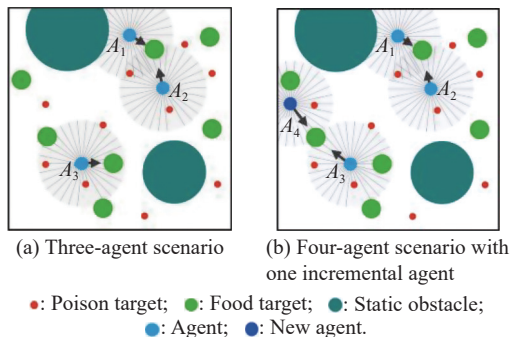 A1
A2
A3
A1
A2
A4
A3
(a) Three-agent scenario
(b) Four-agent scenario with
one incremental agent
: Poison target; : Food target; : Static obstacle;
: Agent; : New agent.